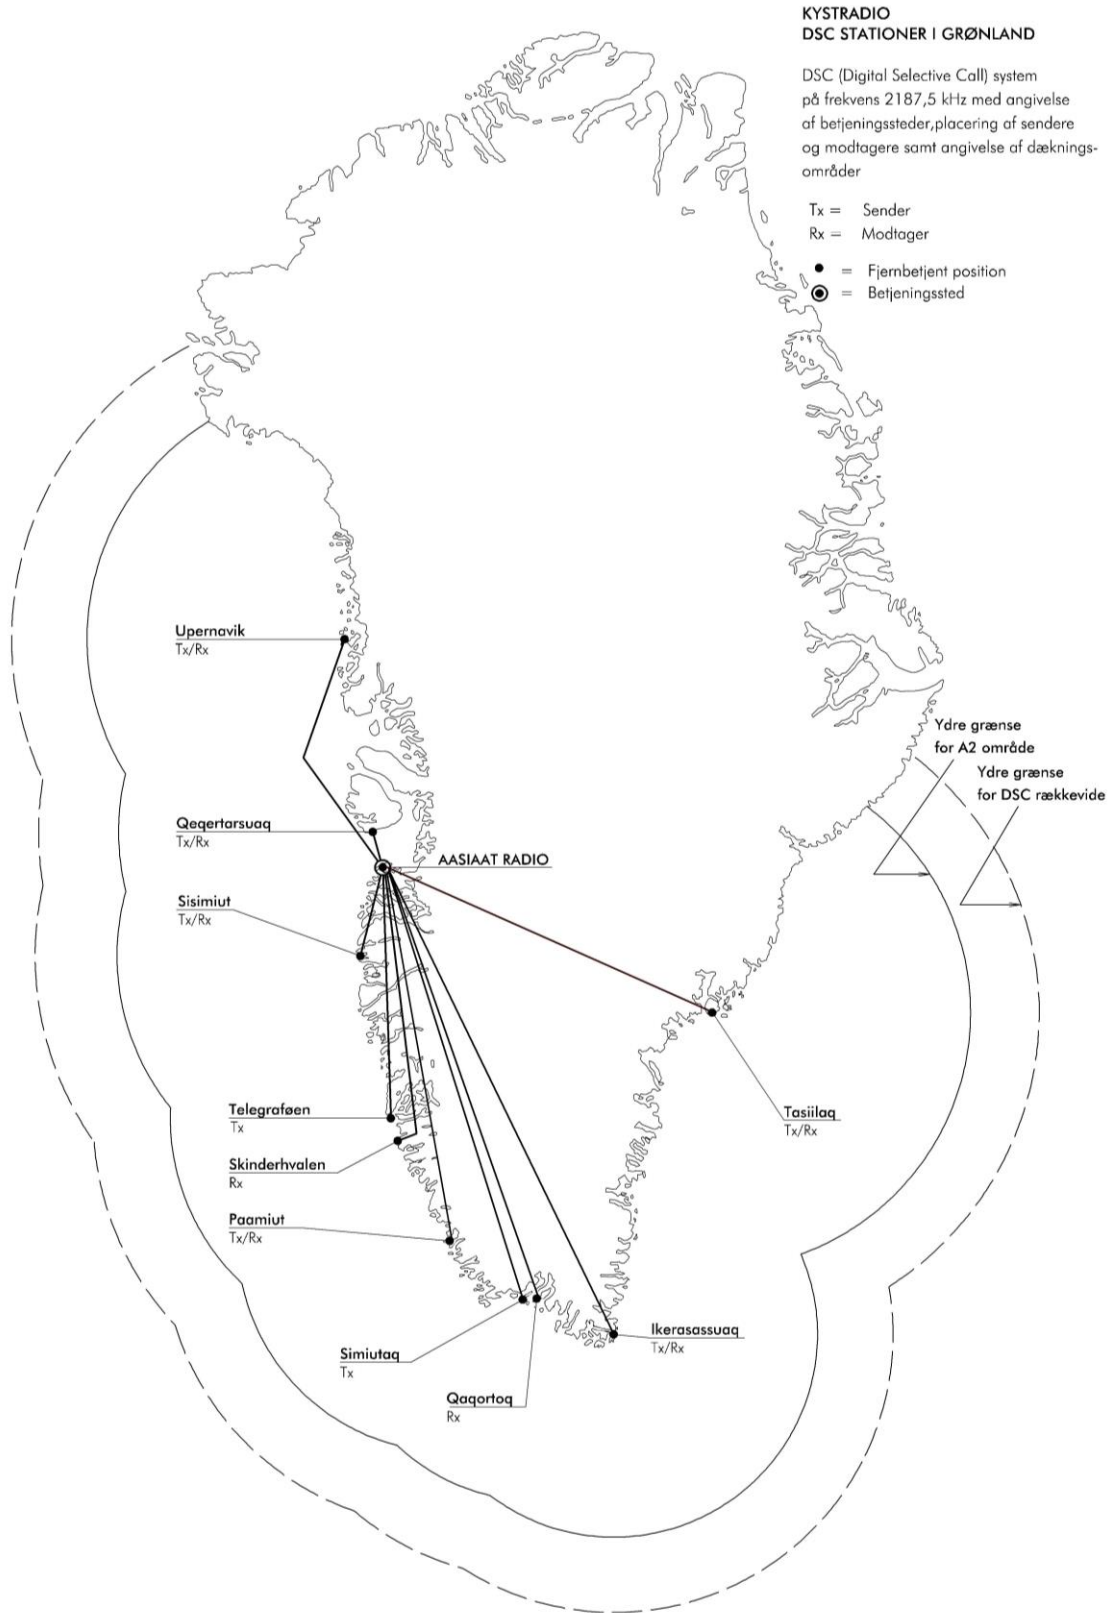 KYSTRADIO
DSC STATIONER I GRØNLAND
DSC (Digital Selective Call) system
på frekvens 2187,5 kHz med angivelse
af betjeningssteder,placering af sendere
og modtagere samt angivelse af dæknings-
områder
Tx = Sender
Rx = Modtager
= Fjernbetjent position
= Betjeningssted
Upernavik
Tx/Rx
Ydre grænse
for A2 område
Ydre grænse
for DSC rækkevide
Qeqertarsuaq
Tx/Rx
AASIAAT RADIO
Sisimiut
Tx/Rx
Telegraføen
Tx
Tasiilaq
Tx/Rx
Skinderhvalen
Rx
Paamiut
Tx/Rx
Ikerasassuaq
Tx/Rx
Simiutaq
Tx
Qaqortoq
Rx